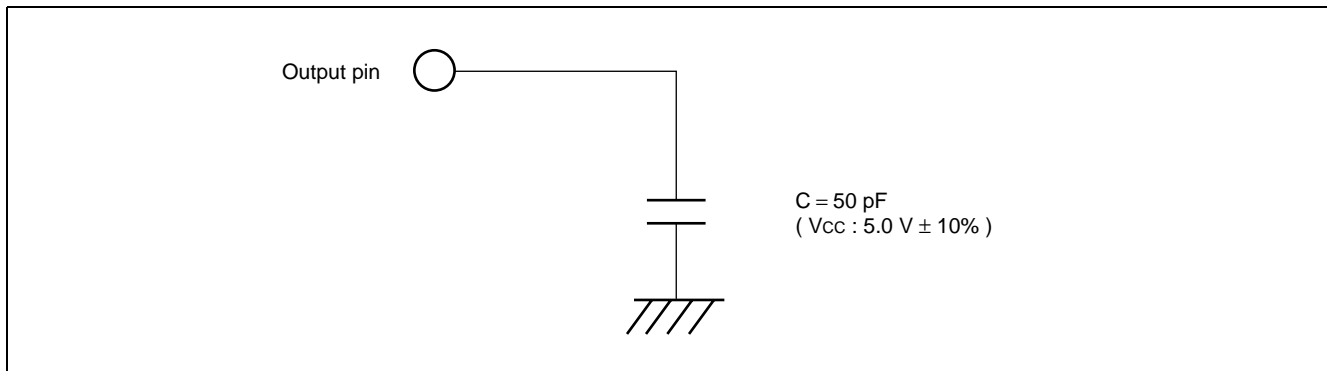 Output pin
C = 50 pF
( VCC : 5.0 V ± 10% )